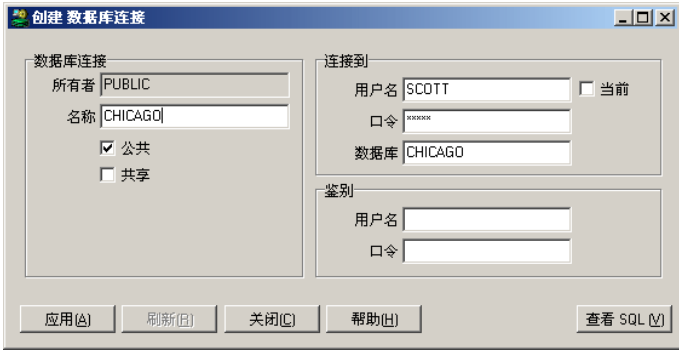 创建 数据库连接
数据库连接
所有者 PUBLIC
名称 CHICAGO
公共
共享
连接到
用户名 SCOTT
当前
口令 *****
数据库 CHICAGO
鉴别
用户名
口令
应用(A)
刷新(R)
关闭(C)
帮助(H)
查看 SQL (V)